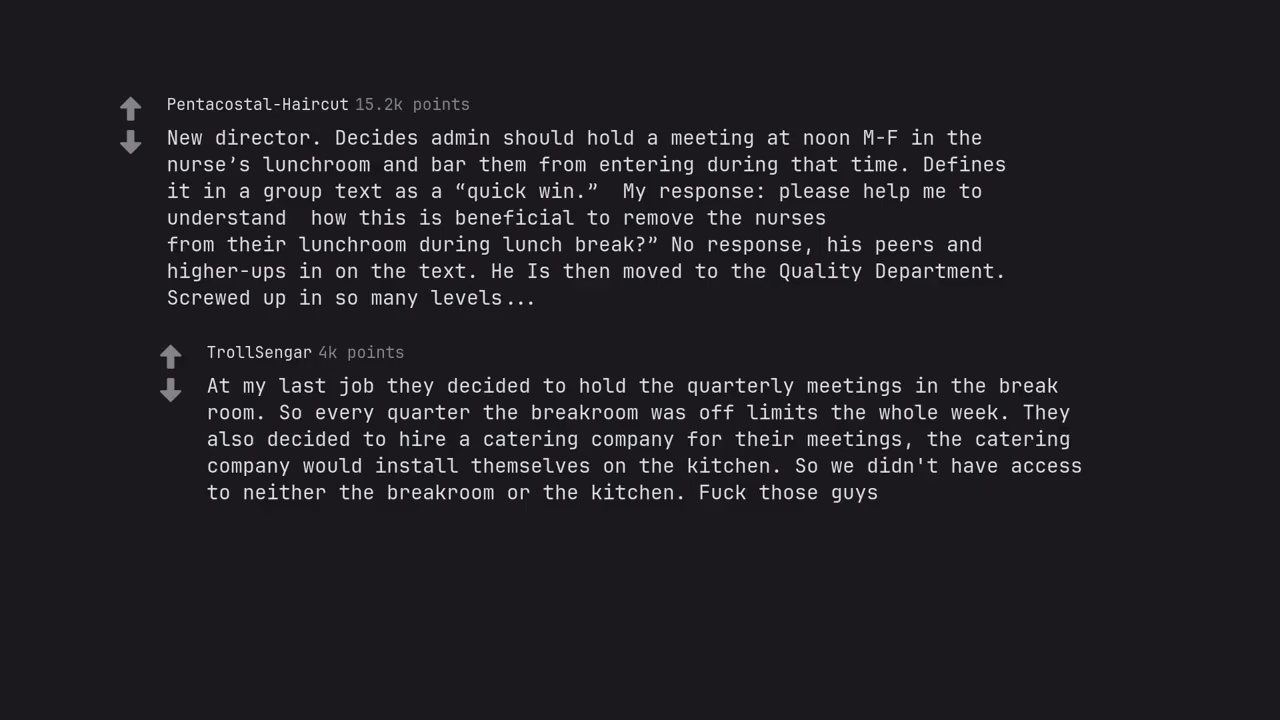 Pentacostal-Haircut 15.2k points
New director. Decides admin should hold a meeting at noon M-F in the
nurse’s lunchroom and bar them from entering during that time. Defines
it in a group text as a “quick win.”  My response: please help me to
understand  how this is beneficial to remove the nurses
from their lunchroom during lunch break?” No response, his peers and
higher-ups in on the text. He Is then moved to the Quality Department.
Screwed up in so many levels...
TrollSengar 4k points
At my last job they decided to hold the quarterly meetings in the break
room. So every quarter the breakroom was off limits the whole week. They
also decided to hire a catering company for their meetings, the catering
company would install themselves on the kitchen. So we didn't have access
to neither the breakroom or the kitchen. Fuck those guys